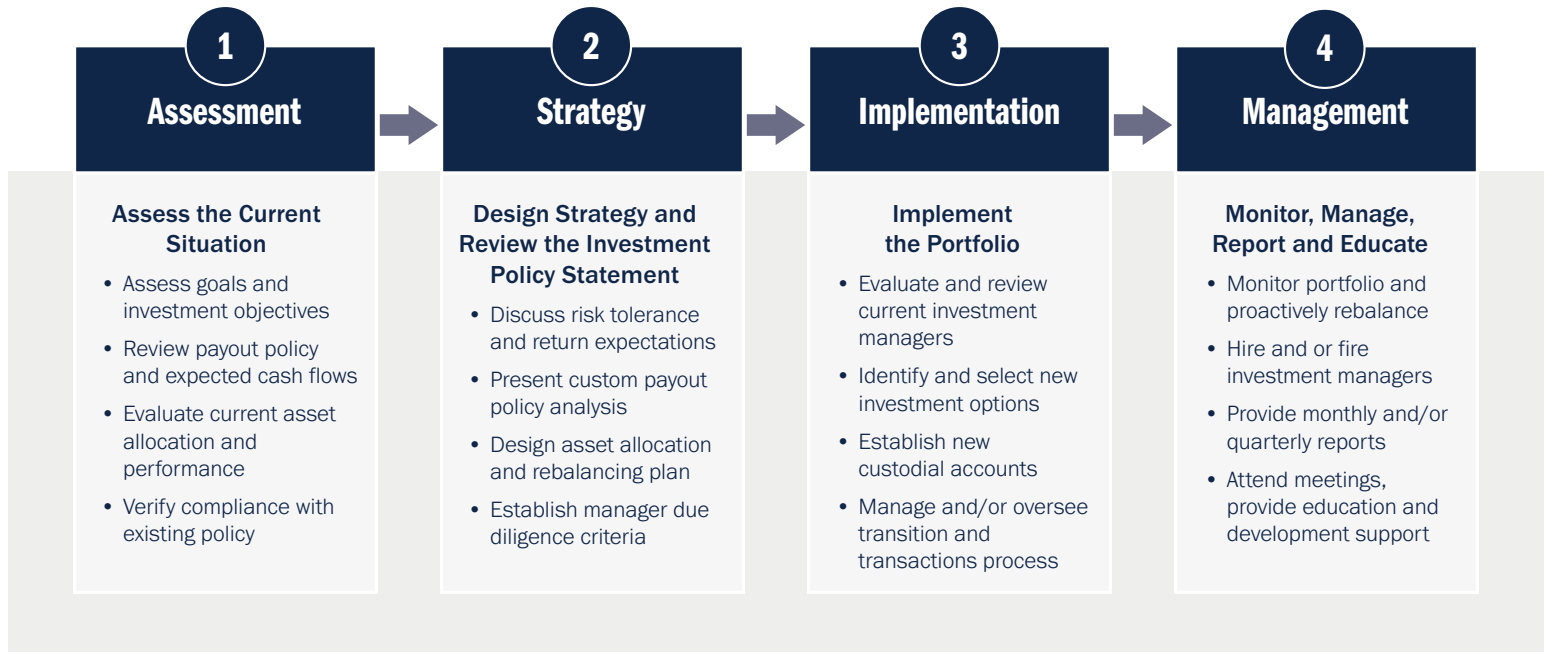 1
Assessment
Assess the Current
Situation
• Assess goals and
investment objectives
• Review payout policy
and expected cash flows
• Evaluate current asset
allocation and
performance
• Verify compliance with
existing policy
2
Strategy
Design Strategy and
Review the Investment
Policy Statement
• Discuss risk tolerance
and return expectations
• Present custom payout
policy analysis
• Design asset allocation
and rebalancing plan
• Establish manager due
diligence criteria
3
Implementation
Implement
the Portfolio
• Evaluate and review
current investment
managers
• Identify and select new
investment options
• Establish new
custodial accounts
• Manage and/or oversee
transition and
transactions process
4
Management
Monitor, Manage,
Report and Educate
• Monitor portfolio and
proactively rebalance
• Hire and or fire
investment managers
• Provide monthly and/or
quarterly reports
• Attend meetings,
provide education and
development support